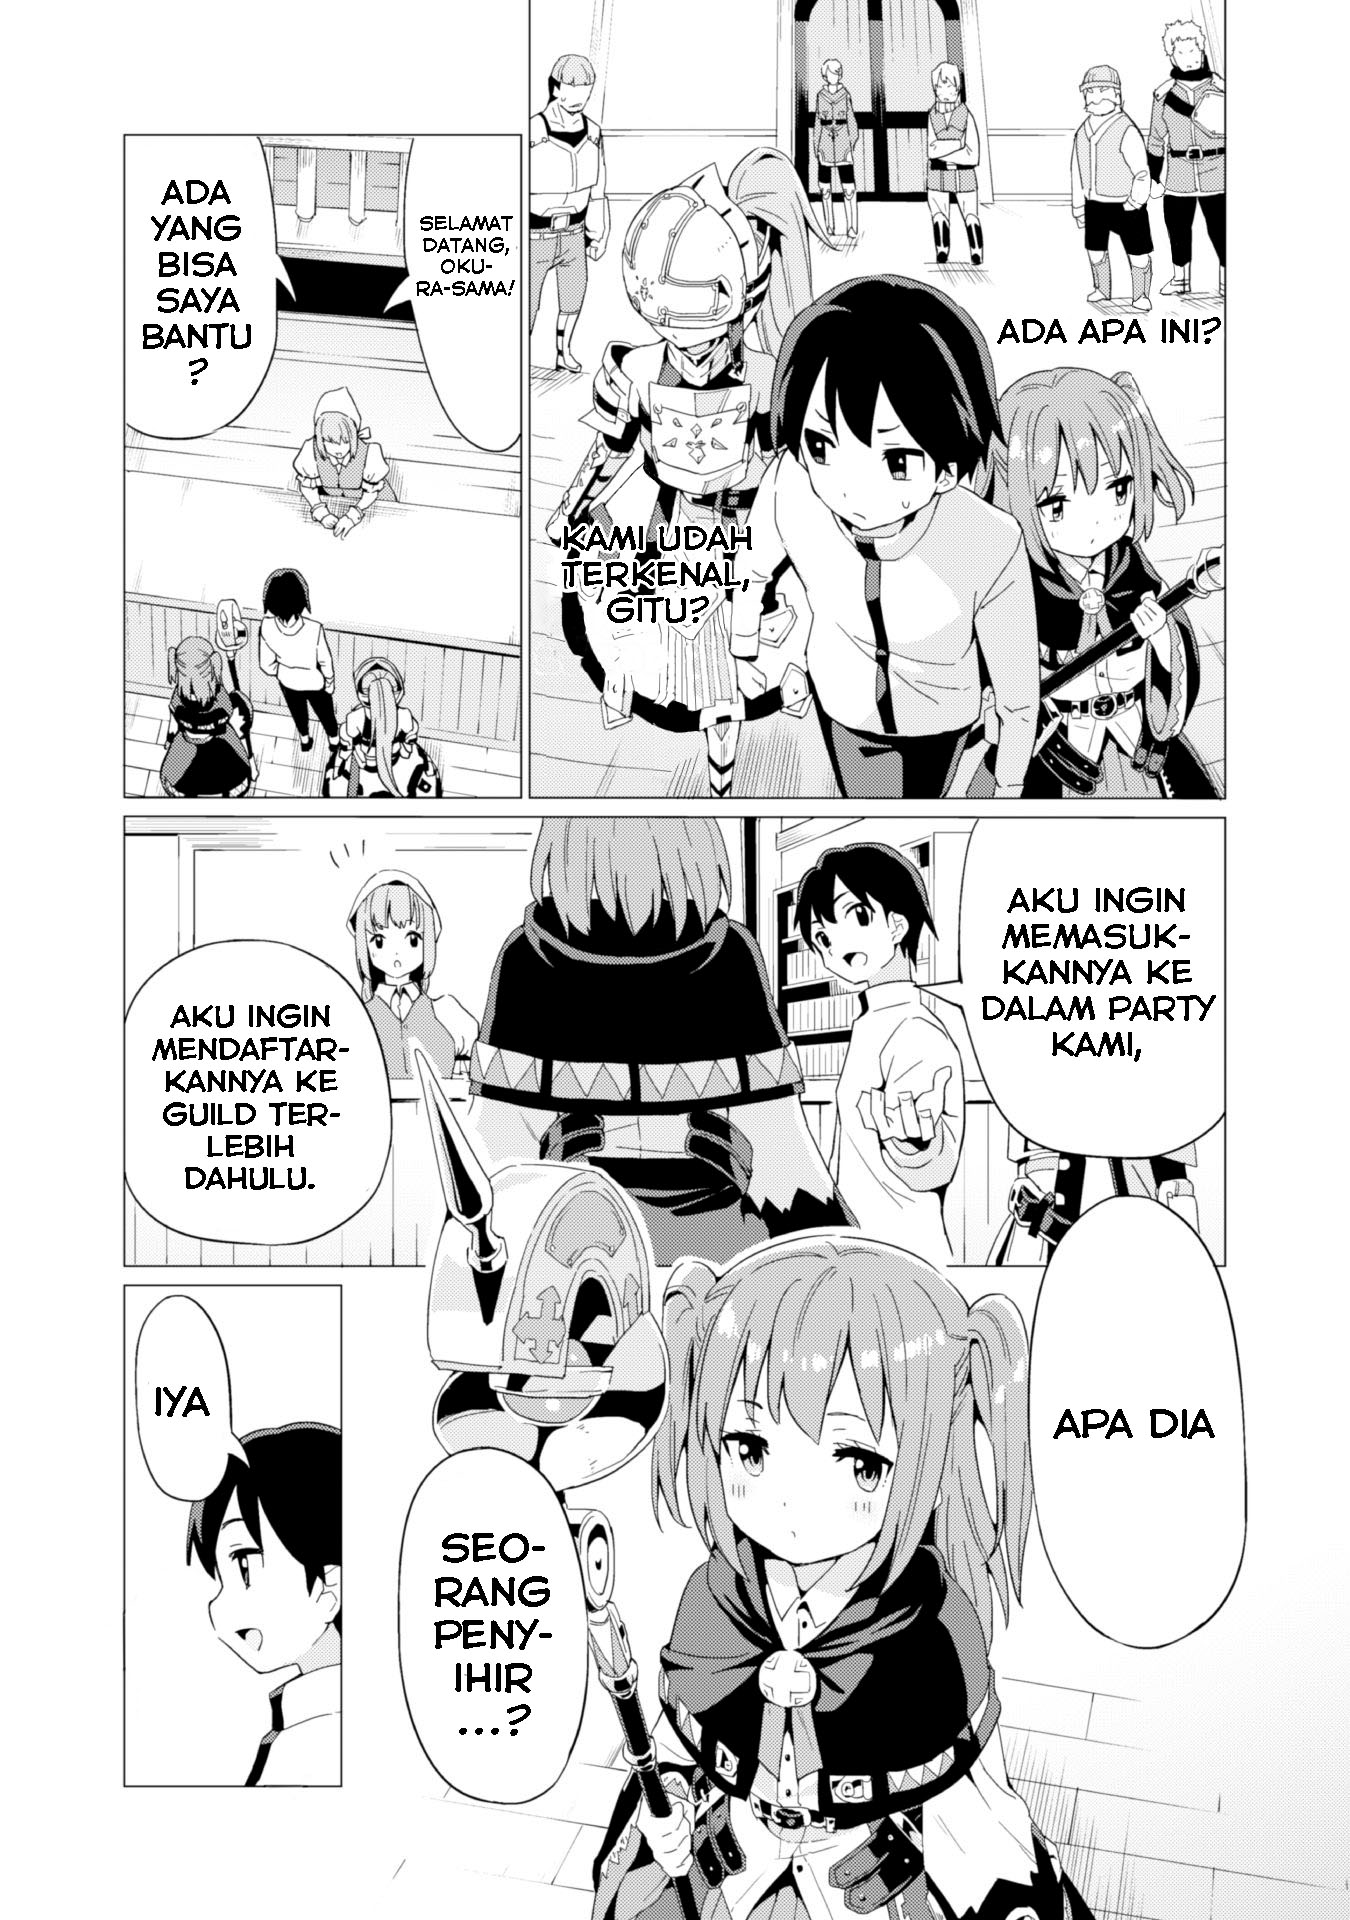 ADA APA INI?
KAMI UDAH
TERKENAL,
GITU?
SELAMAT
DATANG,
OKU-
RA-SAMA!
ADA
YANG
BISA
SAYA
BANTU
?
AKU INGIN
MEMASUK-
KANNYA KE
DALAM PARTY
KAMI,
AKU INGIN
MENDAFTAR-
KANNYA KE
GUILD TER-
LEBIH
DAHULU.
APA DIA
SEO-
RANG
PENY-
IHIR
...?
IYA